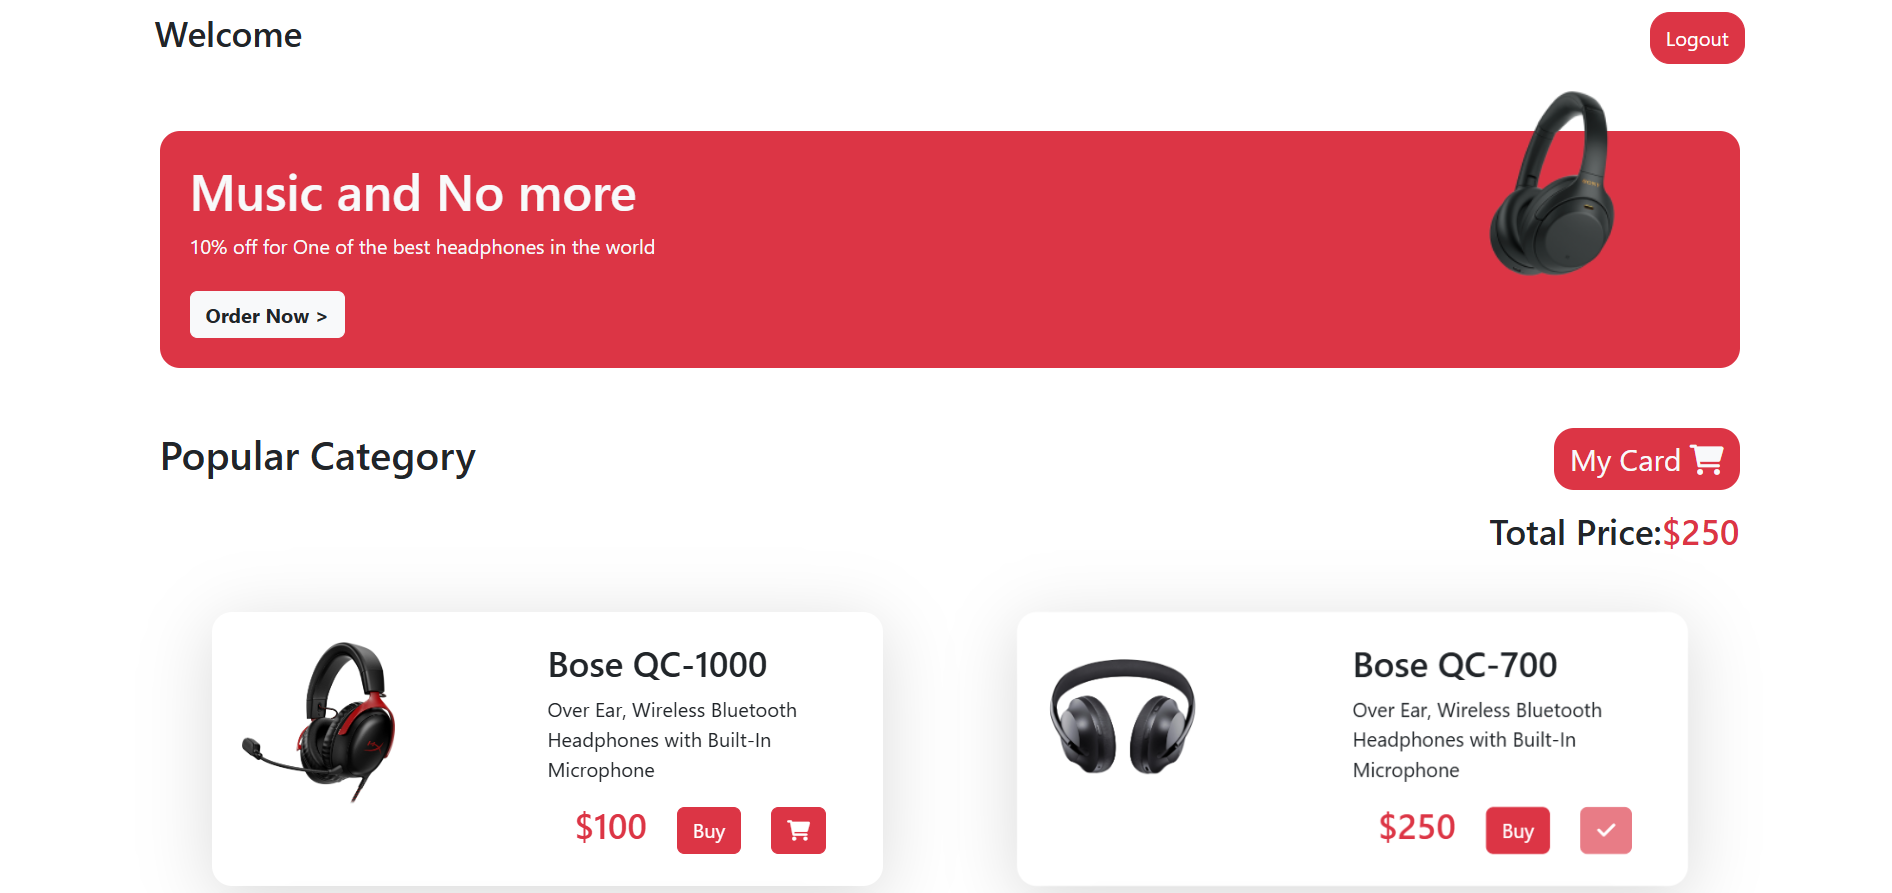 Welcome
Logout
Music and No more
10% off for One of the best headphones in the world
Order Now >
Popular Category
My Card
Total Price:$250
Bose QC-1000
Over Ear, Wireless Bluetooth
Headphones with Built-In
Microphone
$100
Buy
Bose QC-700
Over Ear, Wireless Bluetooth
Headphones with Built-In
Microphone
$250
Buy